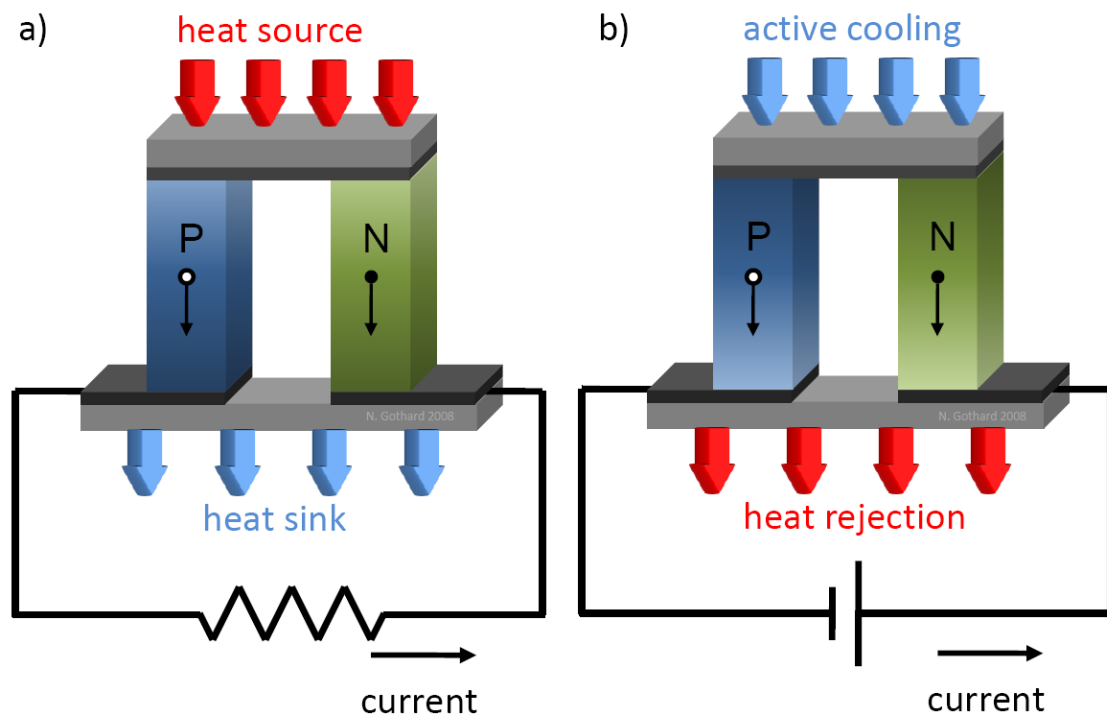 a)
heat source
P
N
N. Gothard 2008
heat sink
current
b)
active cooling
P
N
N. Gothard 2008
heat rejection
current